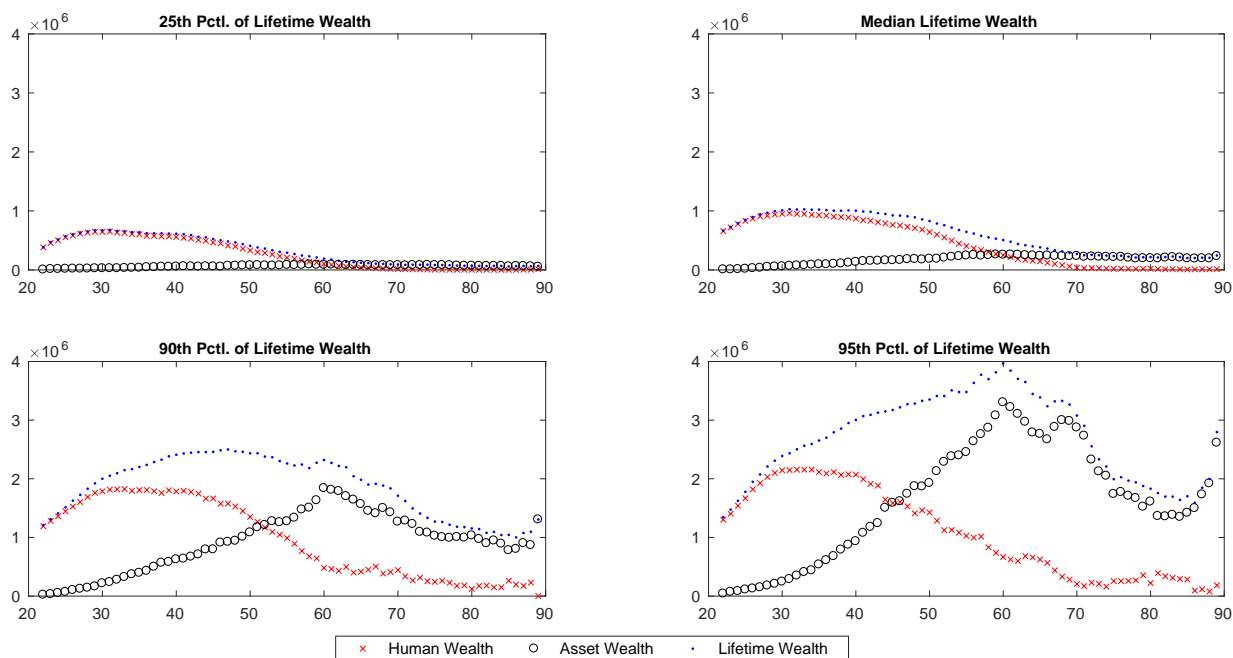 25th Pctl. of Lifetime Wealth
×10^6
4
3
2
1
0
20 30 40 50 60 70 80 90
Median Lifetime Wealth
×10^6
4
3
2
1
0
20 30 40 50 60 70 80 90
90th Pctl. of Lifetime Wealth
×10^6
4
3
2
1
0
20 30 40 50 60 70 80 90
95th Pctl. of Lifetime Wealth
×10^6
4
3
2
1
0
20 30 40 50 60 70 80 90
Human Wealth Asset Wealth Lifetime Wealth